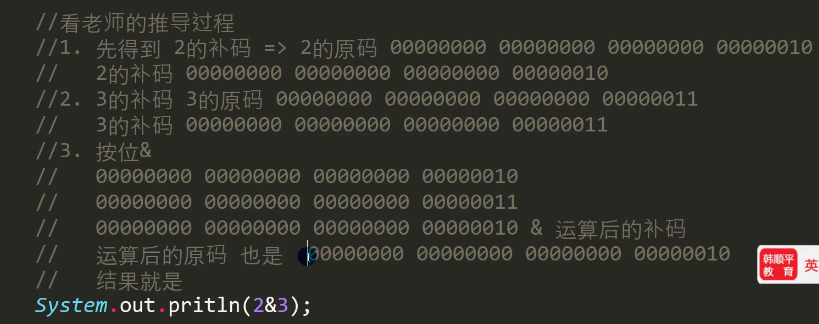 //看老师的推导过程
//1. 先得到 2的补码 => 2的原码 00000000 00000000 00000000 00000010
//   2的补码 00000000 00000000 00000000 00000010
//2. 3的补码 3的原码 00000000 00000000 00000000 00000011
//   3的补码 00000000 00000000 00000000 00000011
//3. 按位&
//   00000000 00000000 00000000 00000010
//   00000000 00000000 00000000 00000011
//   00000000 00000000 00000000 00000010 & 运算后的补码
//   运算后的原码 也是  00000000 00000000 00000000 00000010
//   结果就是
System.out.pritln(2&3);
韩顺平
教 育
英